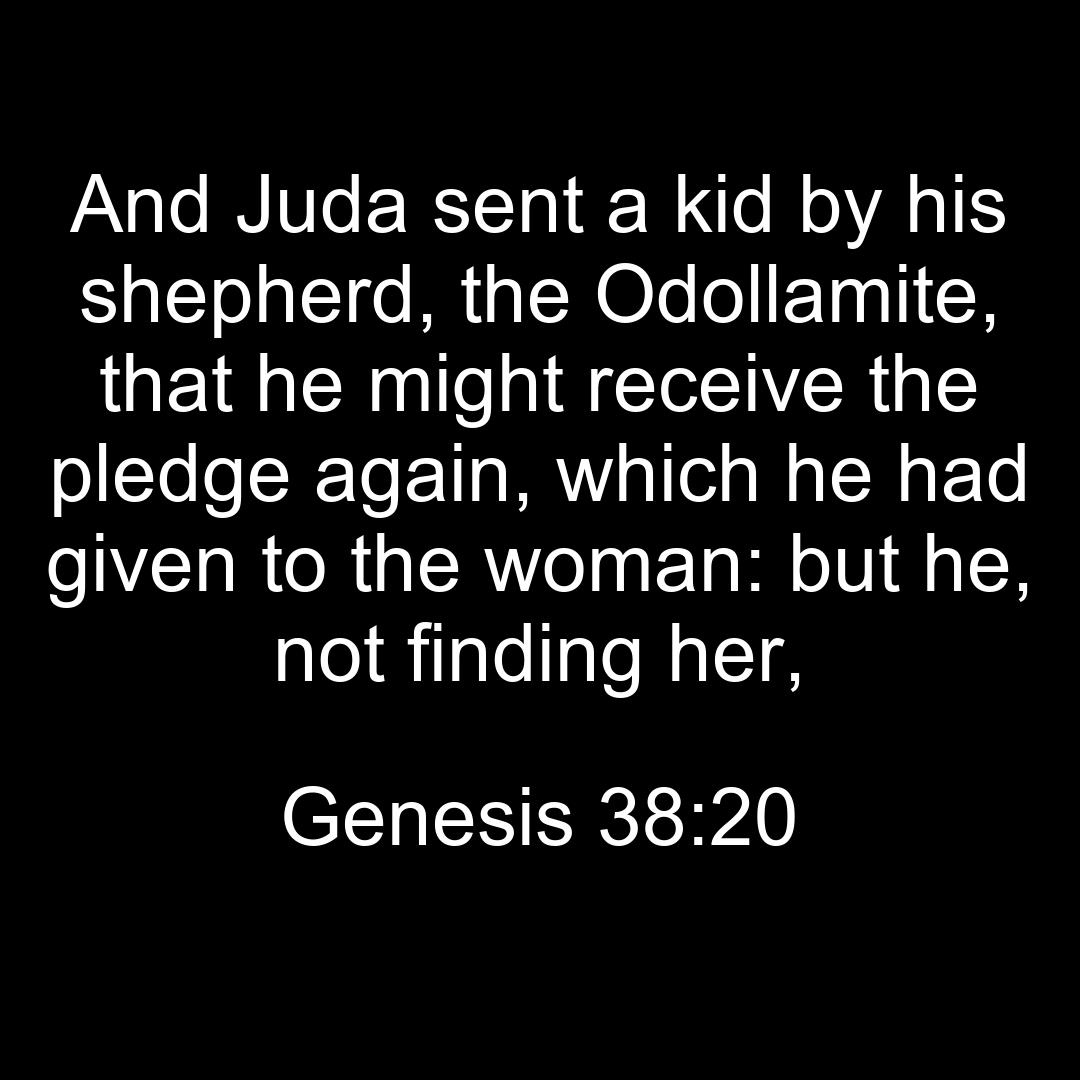 And Juda sent a kid by his
shepherd, the Odollamite,
that he might receive the
pledge again, which he had
given to the woman: but he,
not finding her,
Genesis 38:20